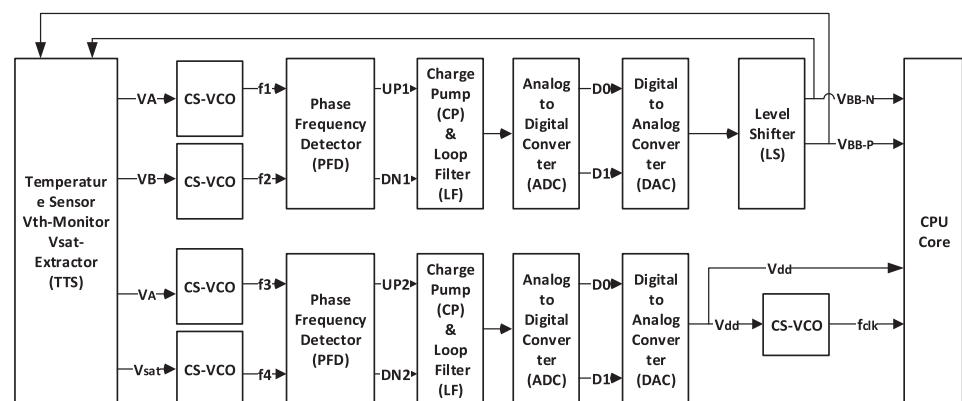 Temperatur
e Sensor
Vth-Monitor
Vsat-
Extractor
(TTS)
VA
CS-VCO
f1
VB
CS-VCO
f2
Phase
Frequency
Detector
(PFD)
UP1
DN1
Charge
Pump
(CP)
&
Loop
Filter
(LF)
Analog
to
Digital
Conver
ter
(ADC)
D0
D1
Digital
to
Analog
Conver
ter
(DAC)
Level
Shifter
(LS)
VBB-N
VBB-P
CPU
Core
VA
CS-VCO
f3
Vsat
CS-VCO
f4
Phase
Frequency
Detector
(PFD)
UP2
DN2
Charge
Pump
(CP)
&
Loop
Filter
(LF)
Analog
to
Digital
Conver
ter
(ADC)
D0
D1
Digital
to
Analog
Conver
ter
(DAC)
Vdd
Vdd
CS-VCO
fclk